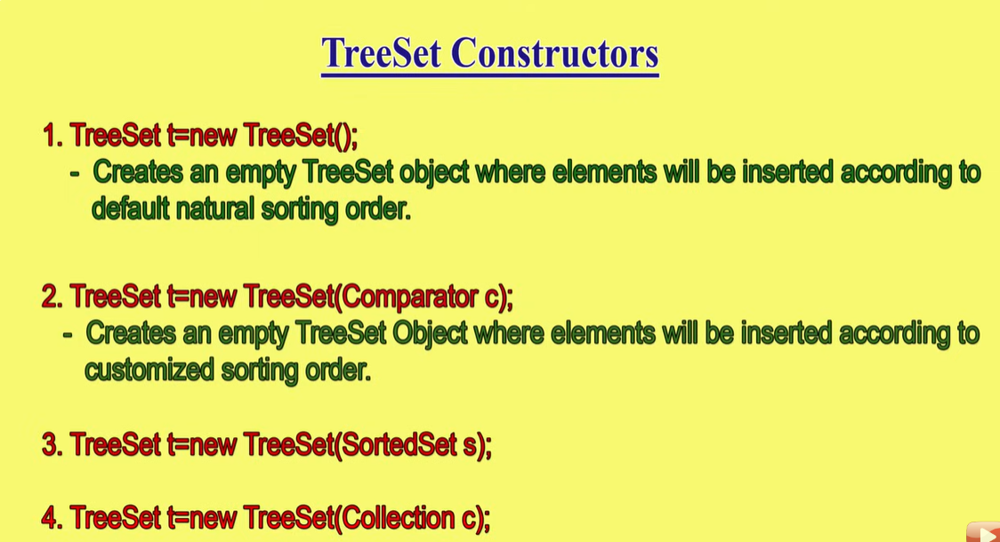 TreeSet Constructors
1. TreeSet t=new TreeSet();
- Creates an empty TreeSet object where elements will be inserted according to
default natural sorting order.
2. TreeSet t=new TreeSet(Comparator c);
- Creates an empty TreeSet Object where elements will be inserted according to
customized sorting order.
3. TreeSet t=new TreeSet(SortedSet s);
4. TreeSet t=new TreeSet(Collection c);